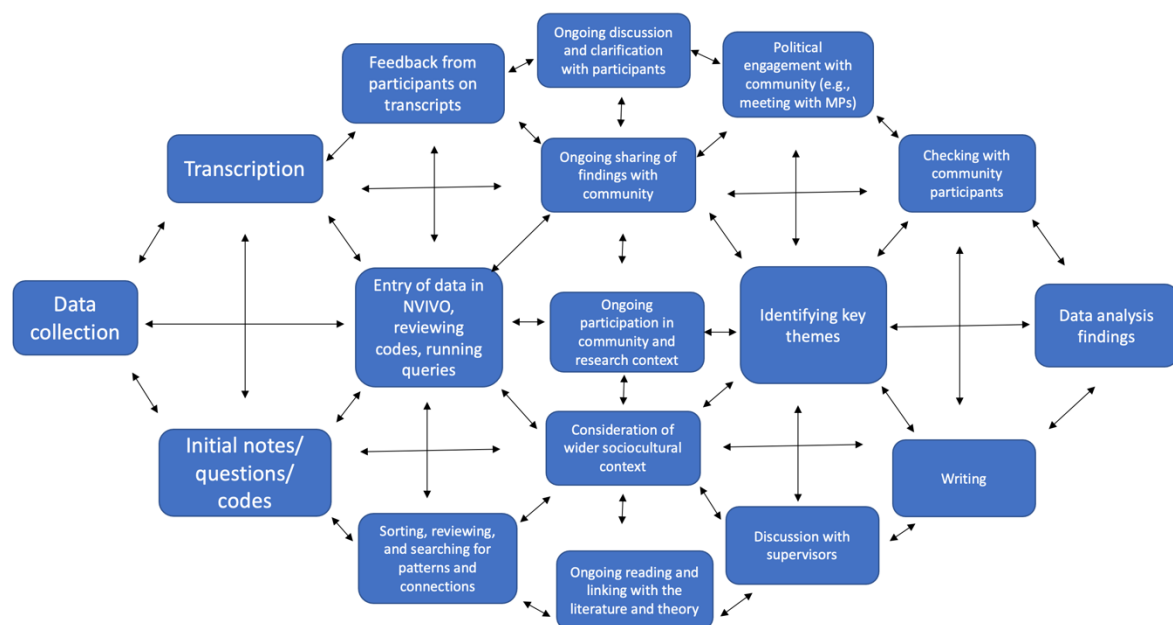 Ongoing discussion
and clarification
with participants
Political
engagement with
community (e.g.,
meeting with MPs)
Feedback from
participants on
transcripts
Transcription
Ongoing sharing of
findings with
community
Checking with
community
participants
Data
collection
Entry of data in
NVIVO,
reviewing
codes, running
queries
Ongoing
participation in
community and
research context
Identifying key
themes
Data analysis
findings
Initial notes/
questions/
codes
Consideration of
wider sociocultural
context
Writing
Sorting, reviewing,
and searching for
patterns and
connections
Discussion with
supervisors
Ongoing reading and
linking with the
literature and theory